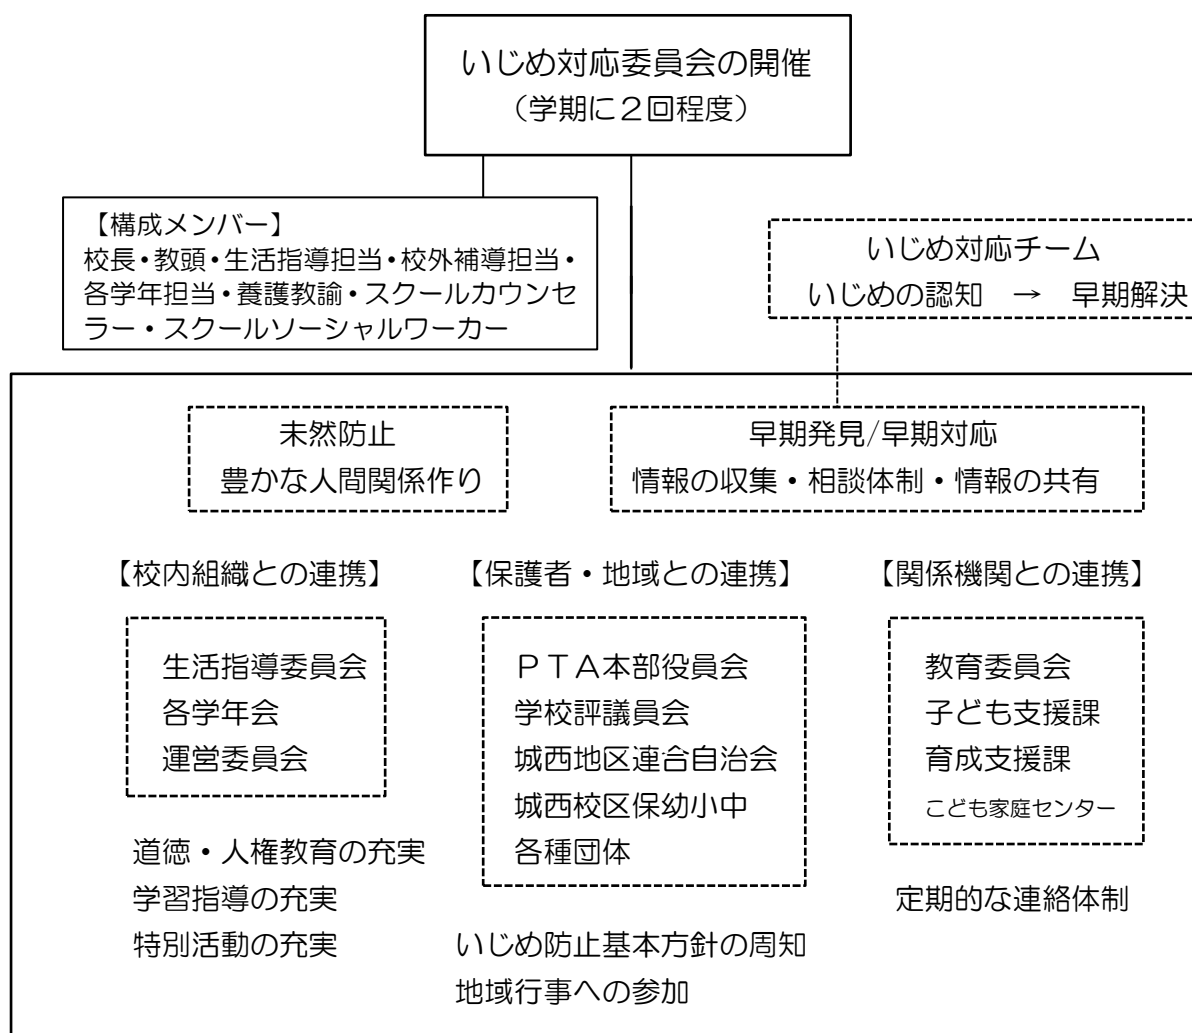 いじめ対応委員会の開催
（学期に２回程度）
【構成メンバー】
校長・教頭・生活指導担当・校外補導担当・
各学年担当・養護教諭・スクールカウンセ
ラー・スクールソーシャルワーカー
いじめ対応チーム
いじめの認知　→　早期解決
未然防止
豊かな人間関係作り
早期発見/早期対応
情報の収集・相談体制・情報の共有
【校内組織との連携】
生活指導委員会
各学年会
運営委員会
道徳・人権教育の充実
学習指導の充実
特別活動の充実
【保護者・地域との連携】
ＰＴＡ本部役員会
学校評議員会
城西地区連合自治会
城西校区保幼小中
各種団体
いじめ防止基本方針の周知
地域行事への参加
【関係機関との連携】
教育委員会
子ども支援課
育成支援課
こども家庭センター
定期的な連絡体制